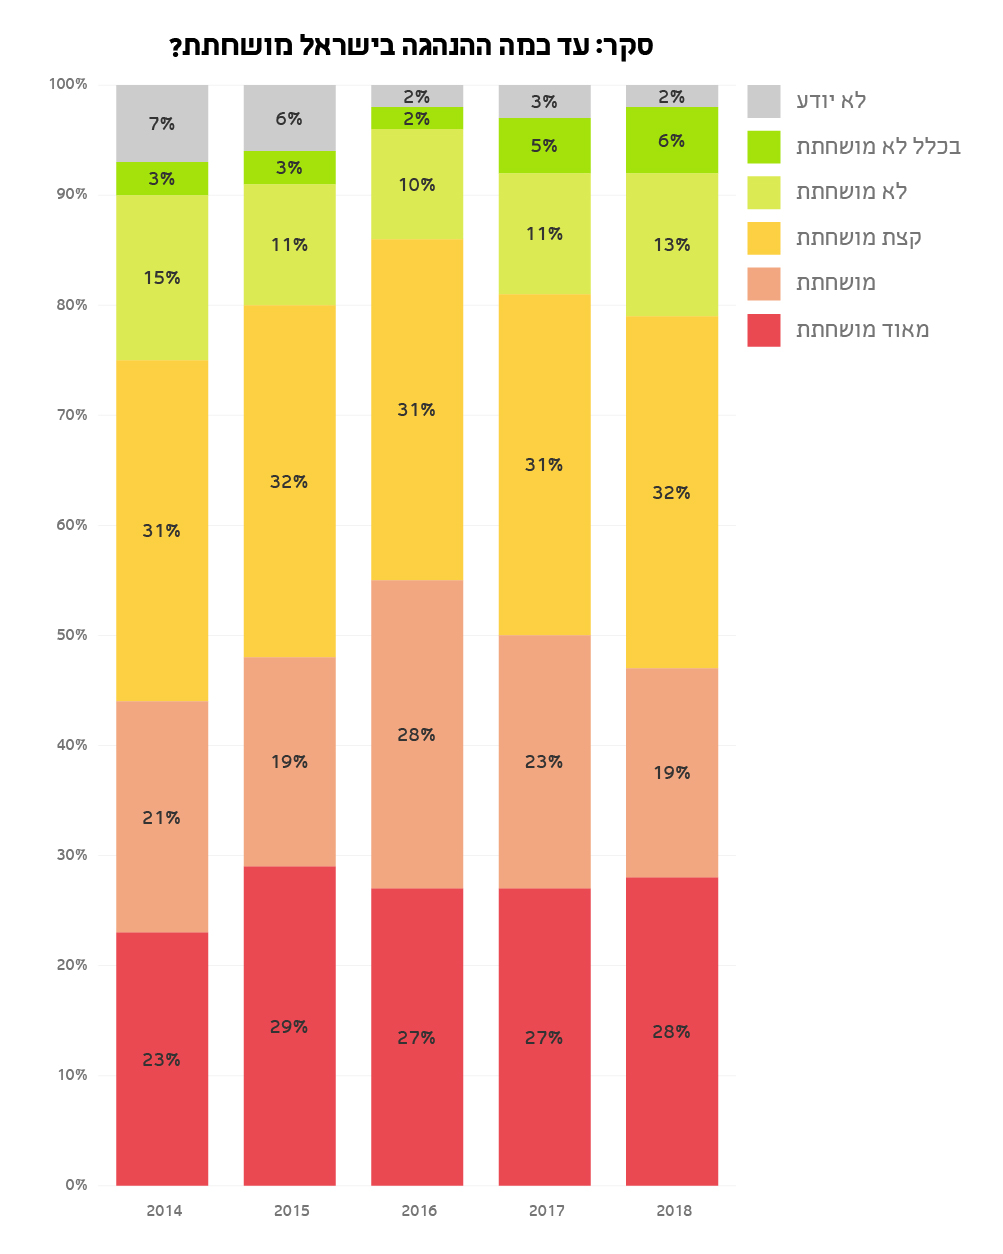 סקר: עד כמה ההנהגה בישראל מושחתת?
לא יודע
בכלל לא מושחתת
לא מושחתת
קצת מושחתת
מושחתת
מאוד מושחתת
100%
90%
80%
70%
60%
50%
40%
30%
20%
10%
0%
7% 6% 2% 3% 2%
3% 3% 2% 5% 6%
15% 11% 10% 11% 13%
31% 32% 31% 31% 32%
21% 19% 28% 23% 19%
23% 29% 27% 27% 28%
2014 2015 2016 2017 2018